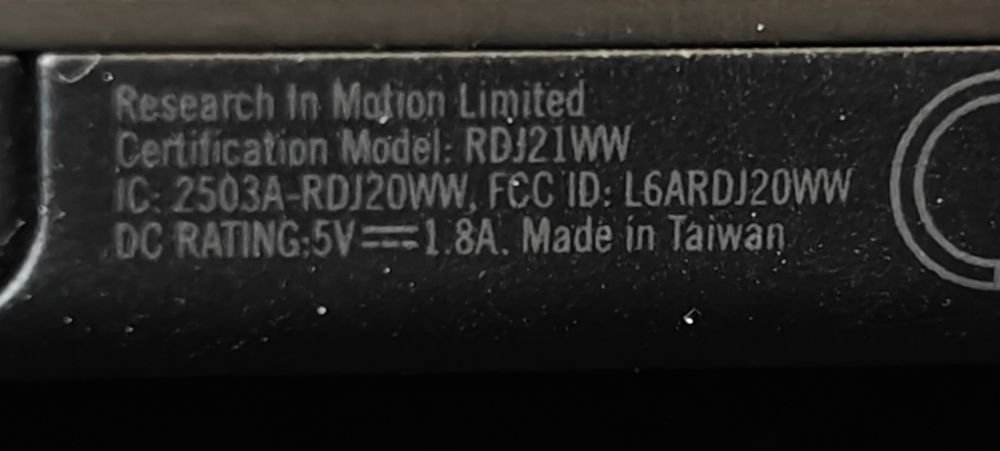 Research In Motion Limited
Certification Model: RDJ21WW
IC: 2503A-RDJ20WW, FCC ID: L6ARDJ20WW
DC RATING:5V⎓1.8A. Made in Taiwan